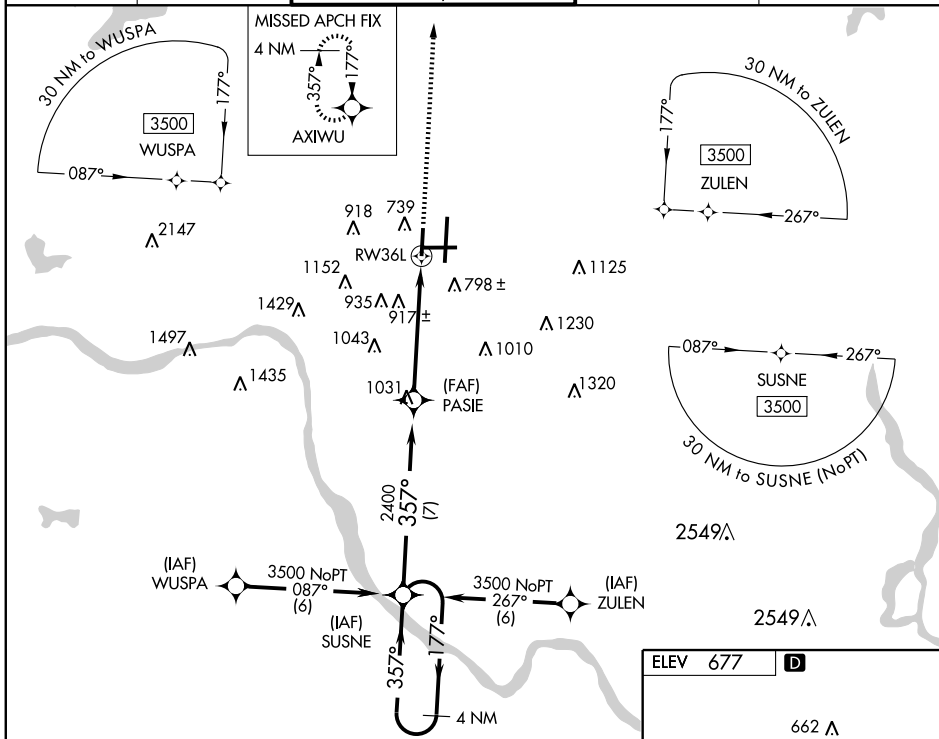 MISSED APCH FIX
4 NM
357°
177°
AXIWU
30 NM to WUSPA
177°
3500
WUSPA
087°
30 NM to ZULEN
177°
3500
ZULEN
267°
2147
918
739
RW36L
1152
798 ±
1125
1429
935
917 ±
1230
1497
1043
1010
1435
1031
(FAF)
PASIE
1320
087°
267°
SUSNE
3500
30 NM to SUSNE (NoPT)
2400
357°
(7)
2549
(IAF)
WUSPA
3500 NoPT
087°
(6)
(IAF)
SUSNE
3500 NoPT
267°
(6)
(IAF)
ZULEN
2549
357°
177°
4 NM
ELEV 677
D
662